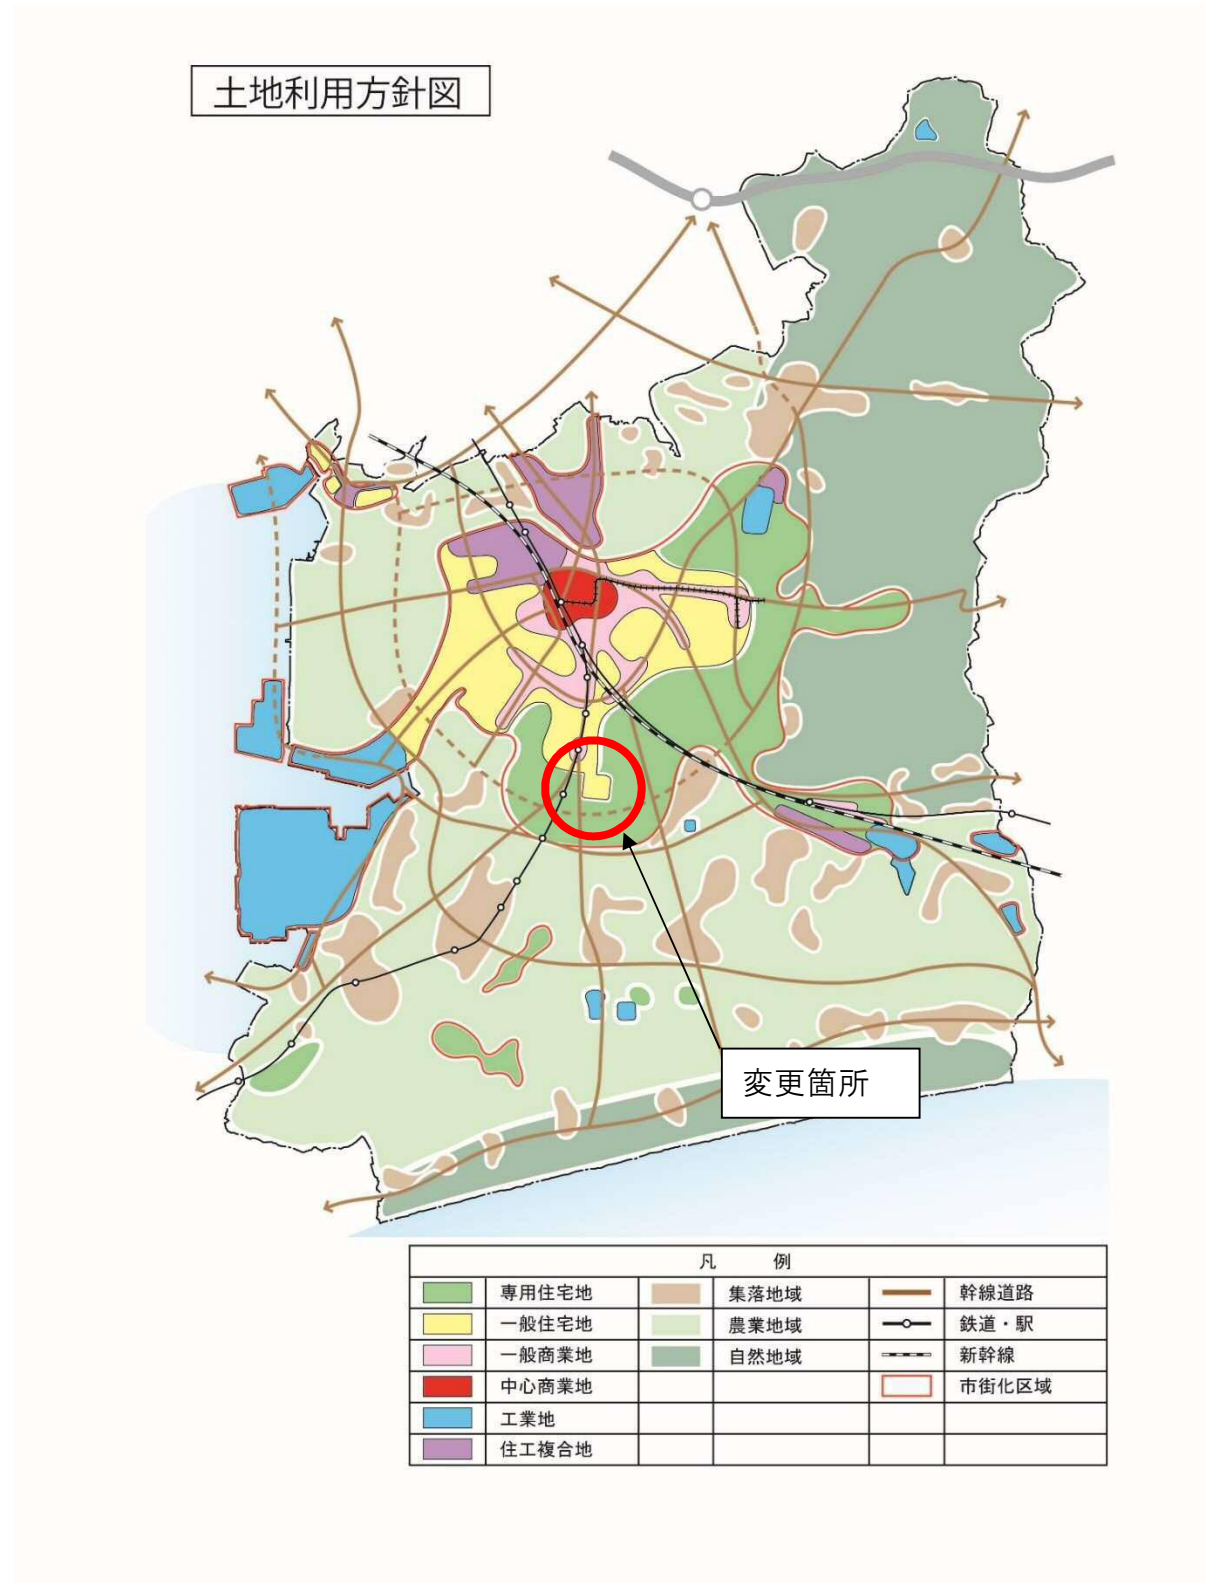 土地利用方針図
変更箇所
凡 例
専用住宅地 集落地域 幹線道路
一般住宅地 農業地域 鉄道・駅
一般商業地 自然地域 新幹線
中心商業地 市街化区域
工業地
住工複合地